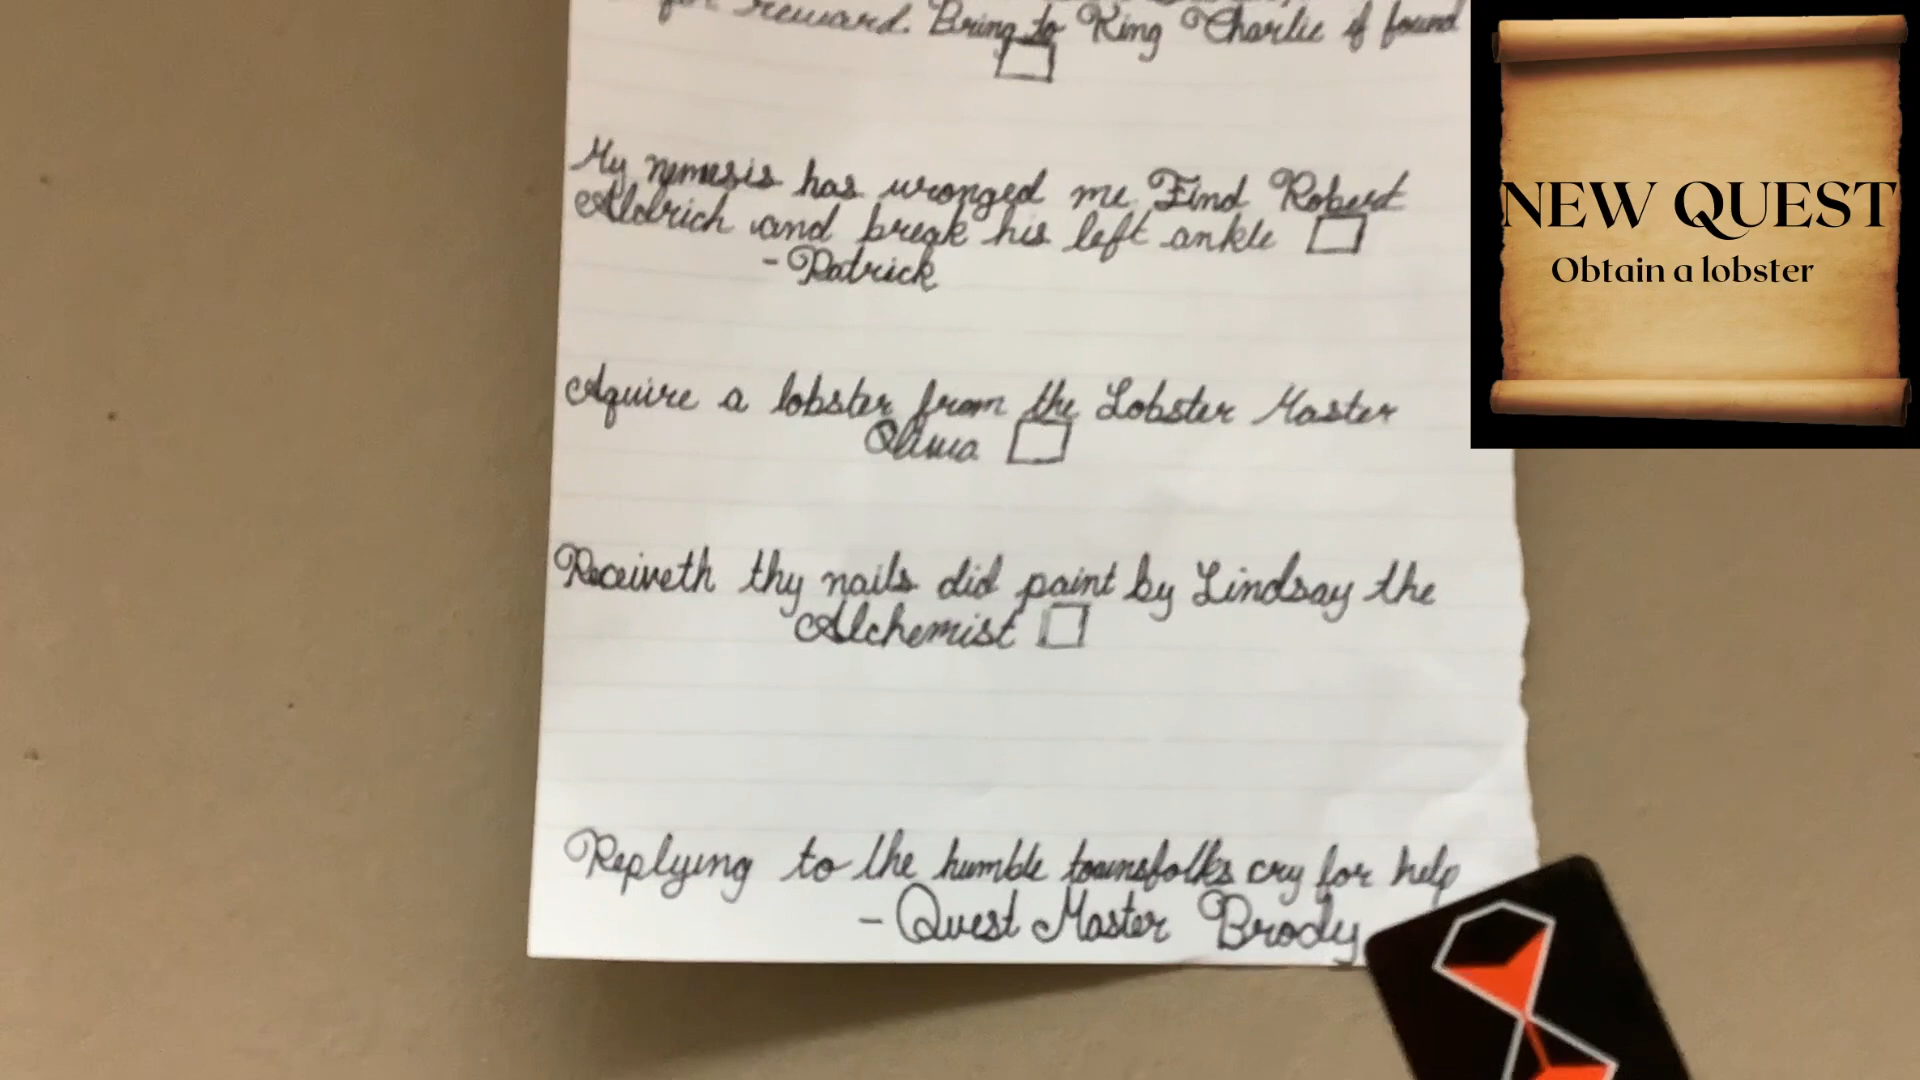 for reward. Bring to King Charlie if found
My nemesis has wronged me Find Robert
Aldrich and break his left ankle
- Patrick
Aquire a lobster from the Lobster Master
Olivia
Receiveth thy nails did paint by Lindsay the
Alchemist
Replying to the humble townsfolks cry for help
- Quest Master Brody
NEW QUEST
Obtain a lobster